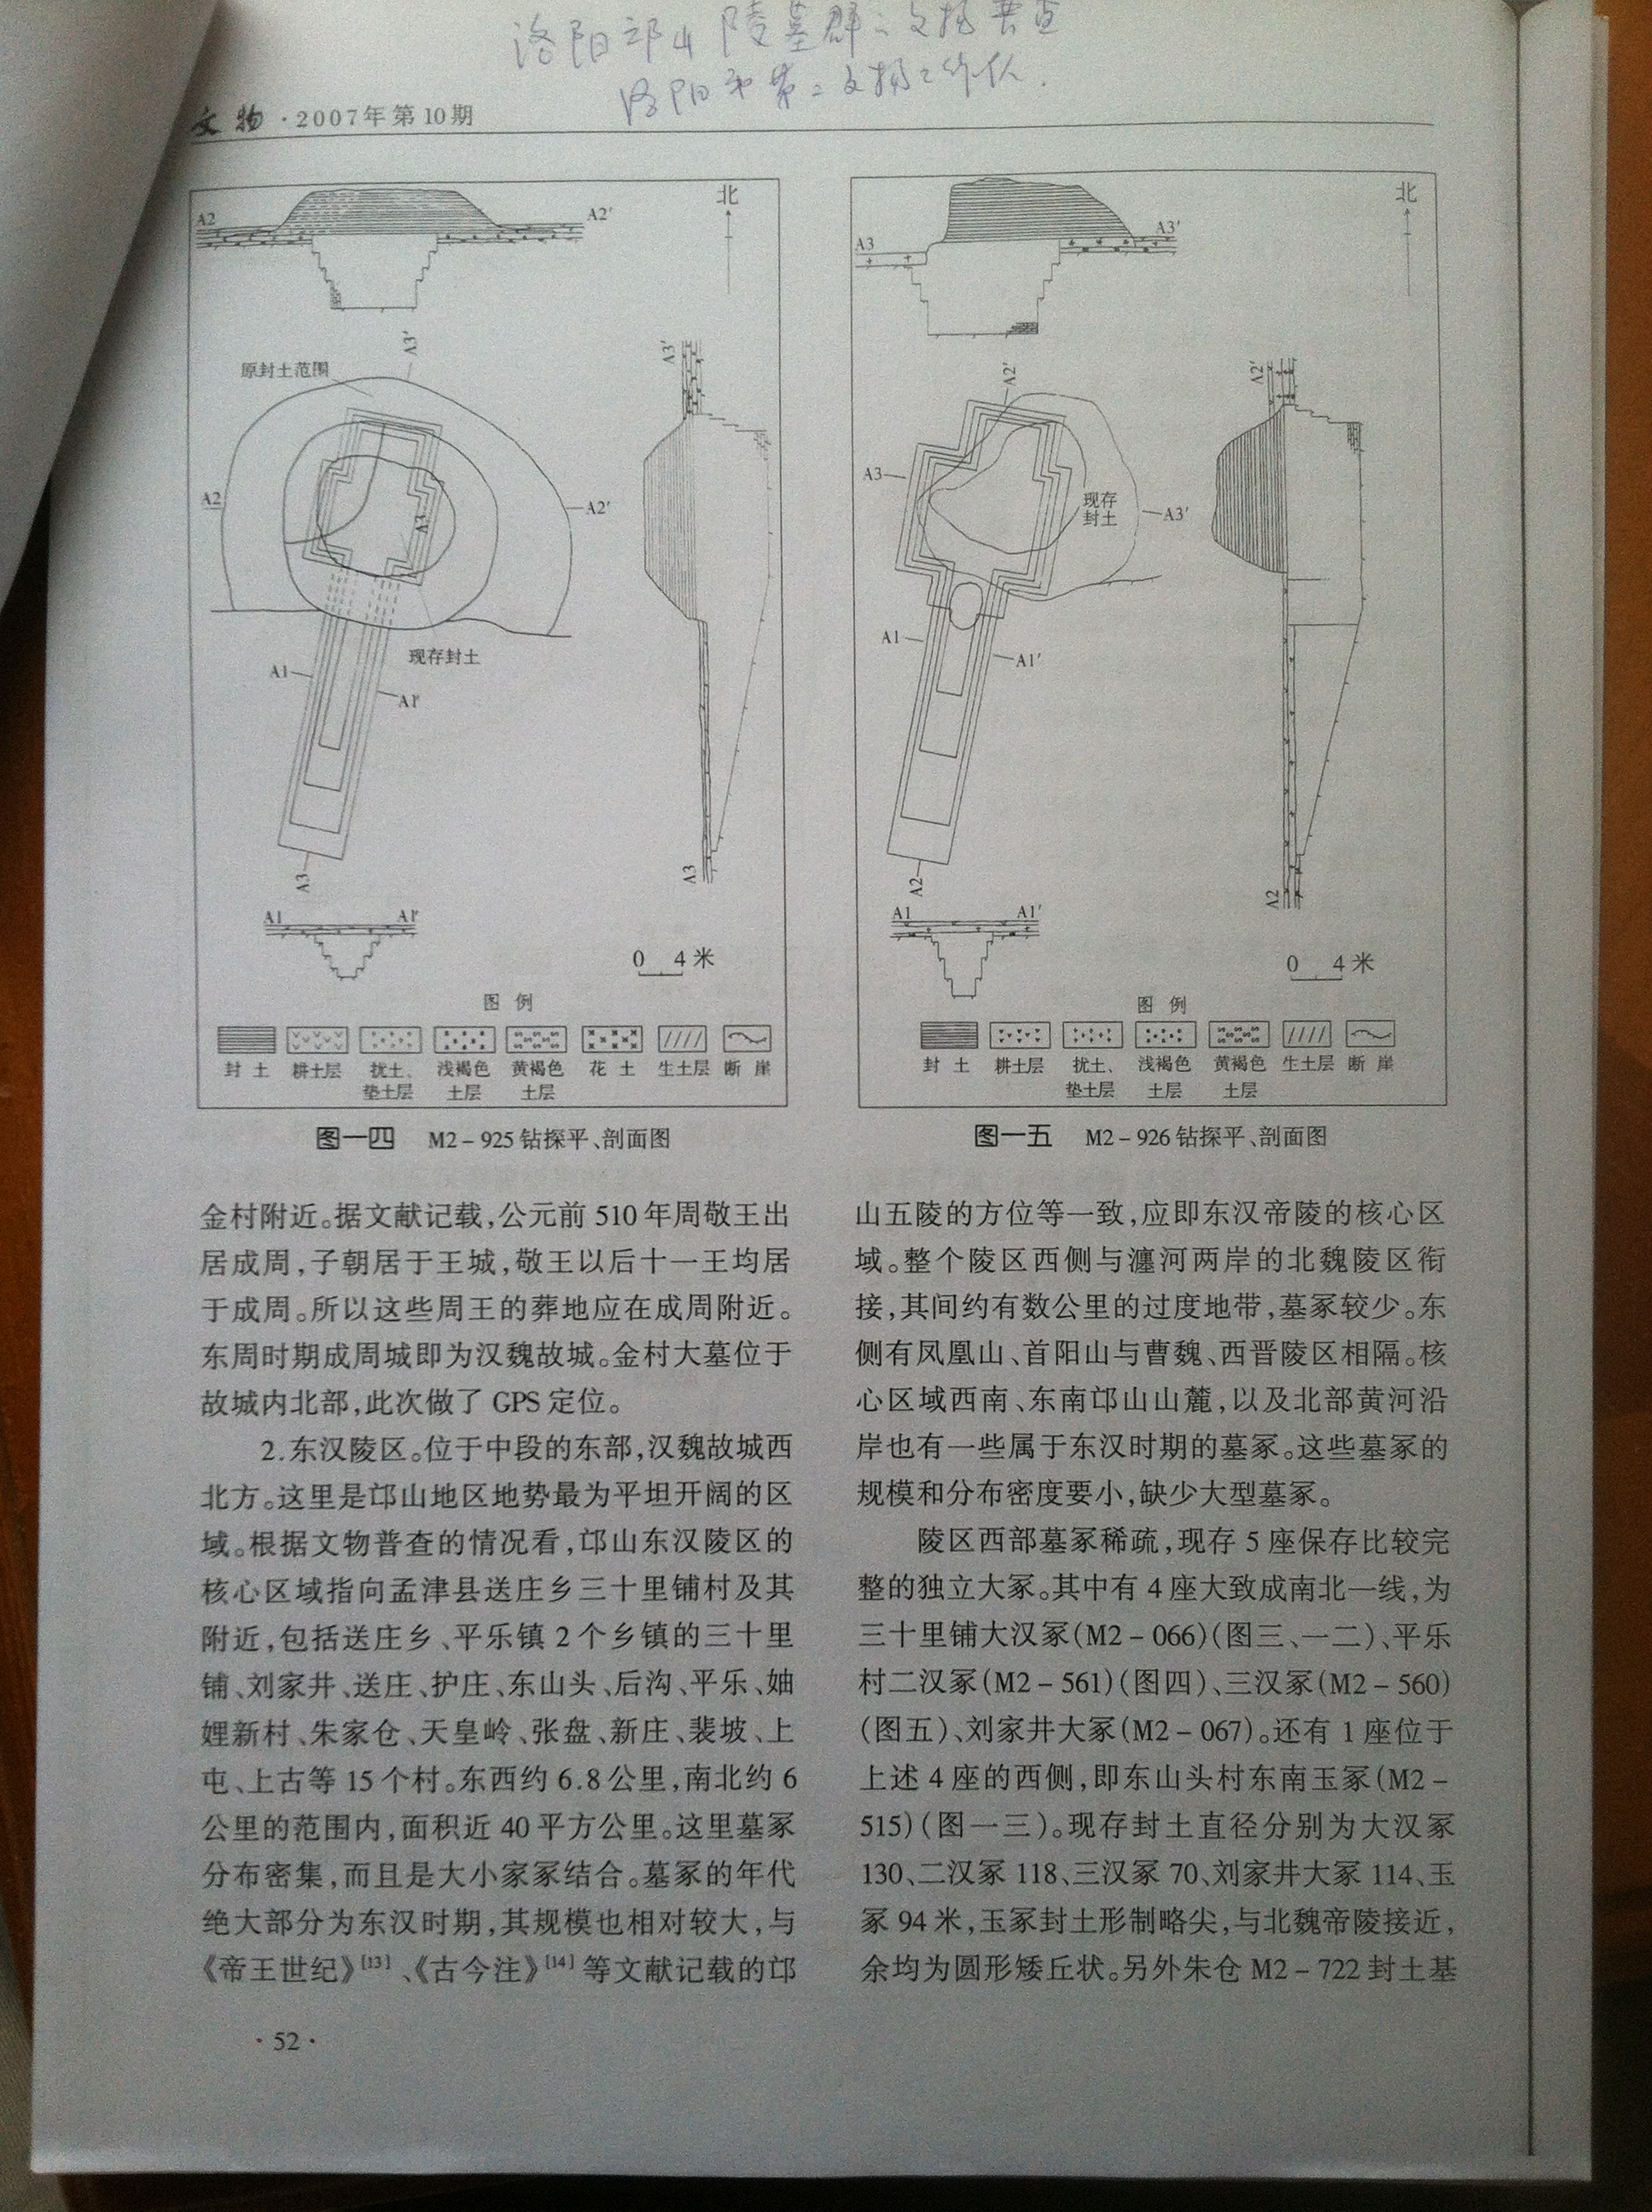 洛阳邙山陵墓群之文物普查
洛阳市第二文物工作队.
文物·2007年第10期
A2
A2′
北
A3′
原封土范围
A3′
A2
A2′
A3
A1
A1′
现存封土
A3
A3
A1
A1′
0 4米
图 例
封 土
耕土层
扰土、
垫土层
浅褐色
土层
黄褐色
土层
花 土
生土层
断 崖
图一四 M2-925钻探平、剖面图
A3
A3′
北
A2′
A2′
A3
现存
封土
A3′
A1
A1′
A2
A2
A1
A1′
0 4米
图 例
封 土
耕土层
扰土、
垫土层
浅褐色
土层
黄褐色
土层
生土层
断 崖
图一五 M2-926钻探平、剖面图
金村附近。据文献记载,公元前510年周敬王出
居成周,子朝居于王城,敬王以后十一王均居
于成周。所以这些周王的葬地应在成周附近。
东周时期成周城即为汉魏故城。金村大墓位于
故城内北部,此次做了GPS定位。
2.东汉陵区。位于中段的东部,汉魏故城西
北方。这里是邙山地区地势最为平坦开阔的区
域。根据文物普查的情况看,邙山东汉陵区的
核心区域指向孟津县送庄乡三十里铺村及其
附近,包括送庄乡、平乐镇2个乡镇的三十里
铺、刘家井、送庄、护庄、东山头、后沟、平乐、妯
娌新村、朱家仓、天皇岭、张盘、新庄、裴坡、上
屯、上古等15个村。东西约6.8公里,南北约6
公里的范围内,面积近40平方公里。这里墓冢
分布密集,而且是大小家冢结合。墓冢的年代
绝大部分为东汉时期,其规模也相对较大,与
《帝王世纪》[13]、《古今注》[14]等文献记载的邙
山五陵的方位等一致,应即东汉帝陵的核心区
域。整个陵区西侧与瀍河两岸的北魏陵区衔
接,其间约有数公里的过度地带,墓冢较少。东
侧有凤凰山、首阳山与曹魏、西晋陵区相隔。核
心区域西南、东南邙山山麓,以及北部黄河沿
岸也有一些属于东汉时期的墓冢。这些墓冢的
规模和分布密度要小,缺少大型墓冢。
陵区西部墓冢稀疏,现存5座保存比较完
整的独立大冢。其中有4座大致成南北一线,为
三十里铺大汉冢(M2-066)(图三、一二)、平乐
村二汉冢(M2-561)(图四)、三汉冢(M2-560)
(图五)、刘家井大冢(M2-067)。还有1座位于
上述4座的西侧,即东山头村东南玉冢(M2-
515)(图一三)。现存封土直径分别为大汉冢
130、二汉冢118、三汉冢70、刘家井大冢114、玉
冢94米,玉冢封土形制略尖,与北魏帝陵接近,
余均为圆形矮丘状。另外朱仓M2-722封土基
·52·